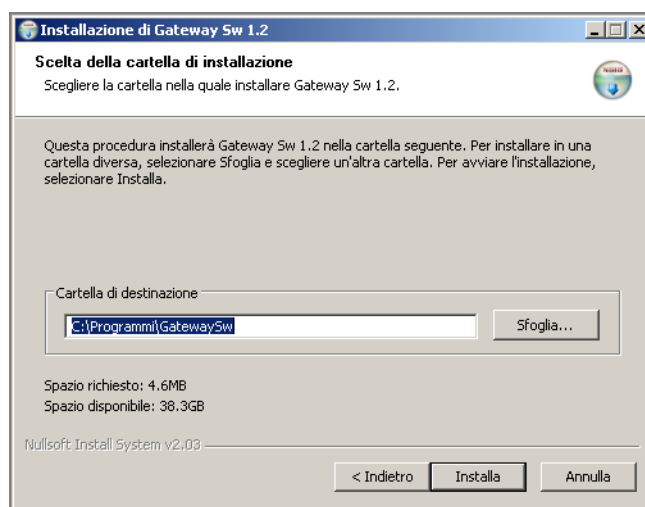 Installazione di Gateway Sw 1.2
Scelta della cartella di installazione
Scegliere la cartella nella quale installare Gateway Sw 1.2.
Questa procedura installerà Gateway Sw 1.2 nella cartella seguente. Per installare in una
cartella diversa, selezionare Sfoglia e scegliere un'altra cartella. Per avviare l'installazione,
selezionare Installa.
Cartella di destinazione
C:\Programmi\GatewaySw
Sfoglia...
Spazio richiesto: 4.6MB
Spazio disponibile: 38.3GB
Nullsoft Install System v2.03
< Indietro
Installa
Annulla